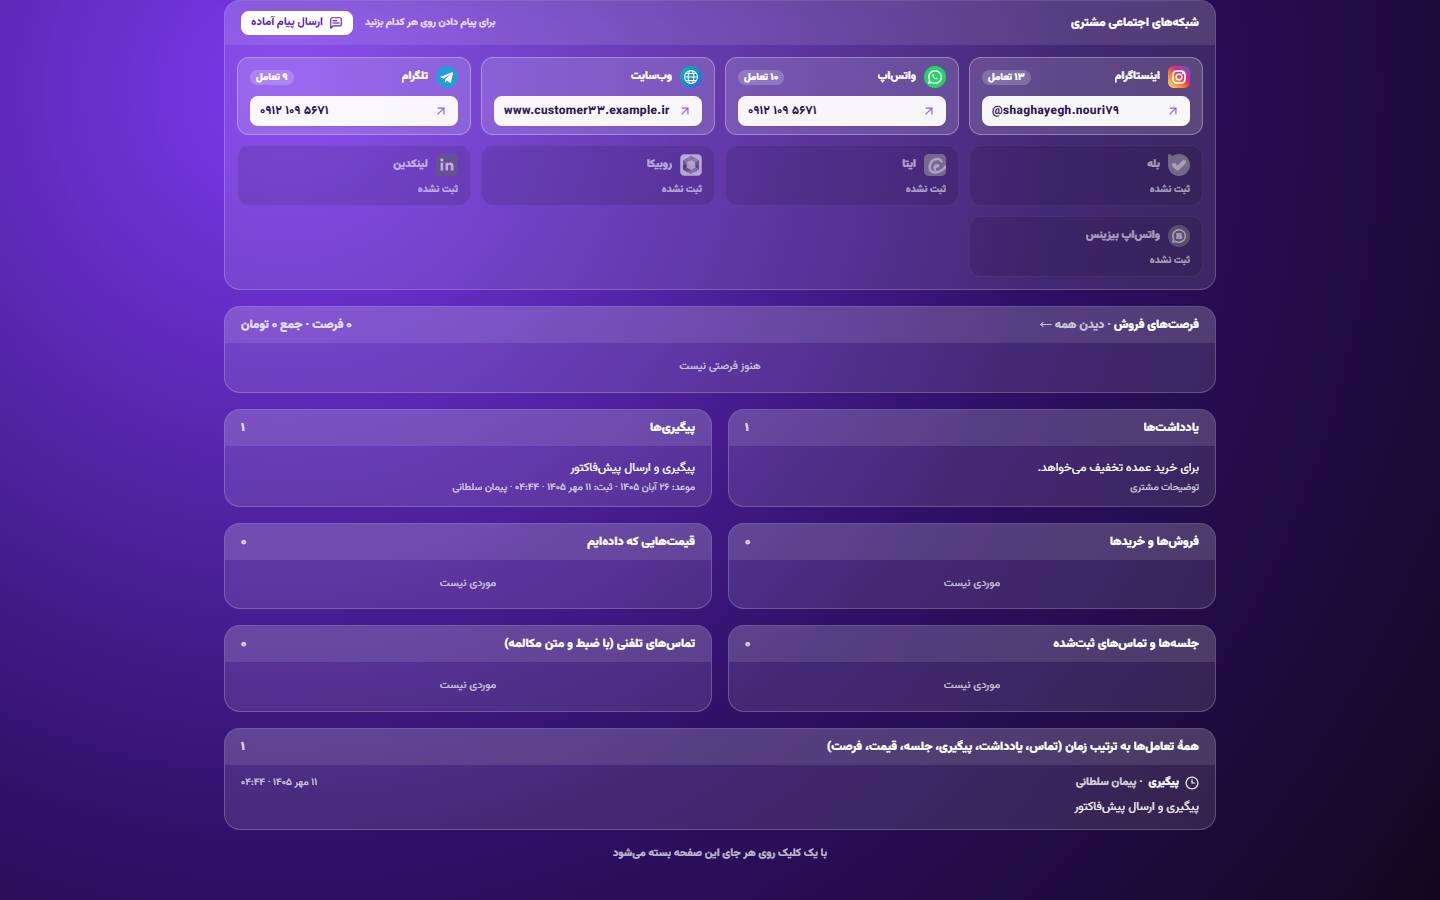 شبکه‌های اجتماعی مشتری
برای پیام دادن روی هر کدام بزنید
ارسال پیام آماده
اینستاگرام
۱۳ تعامل
@shaghayegh.nouri۷۹
واتس‌اپ
۱۰ تعامل
۰۹۱۲ ۱۰۹ ۵۶۷۱
وب‌سایت
www.customer۳۳.example.ir
تلگرام
۹ تعامل
۰۹۱۲ ۱۰۹ ۵۶۷۱
بله
ثبت نشده
ایتا
ثبت نشده
روبیکا
ثبت نشده
لینکدین
ثبت نشده
واتس‌اپ بیزینس
ثبت نشده
فرصت‌های فروش · دیدن همه ←
۰ فرصت · جمع ۰ تومان
هنوز فرصتی نیست
یادداشت‌ها
۱
برای خرید عمده تخفیف می‌خواهد.
توضیحات مشتری
پیگیری‌ها
۱
پیگیری و ارسال پیش‌فاکتور
موعد: ۲۶ آبان ۱۴۰۵ · ثبت: ۱۱ مهر ۱۴۰۵ · ۰۴:۴۴ · پیمان سلطانی
فروش‌ها و خریدها
۰
موردی نیست
قیمت‌هایی که داده‌ایم
۰
موردی نیست
جلسه‌ها و تماس‌های ثبت‌شده
۰
موردی نیست
تماس‌های تلفنی (با ضبط و متن مکالمه)
۰
موردی نیست
همهٔ تعامل‌ها به ترتیب زمان (تماس، یادداشت، پیگیری، جلسه، قیمت، فرصت)
۱
پیگیری · پیمان سلطانی
۱۱ مهر ۱۴۰۵ · ۰۴:۴۴
پیگیری و ارسال پیش‌فاکتور
با یک کلیک روی هر جای این صفحه بسته می‌شود